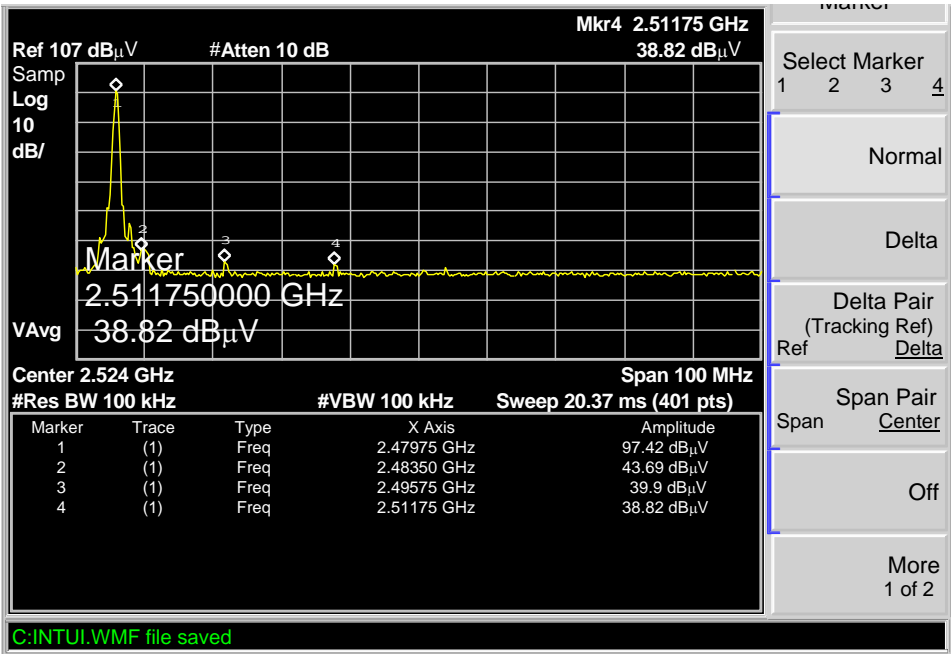 Mkr4 2.51175 GHz
Ref 107 dBμV #Atten 10 dB 38.82 dBμV
Samp
Log
10
dB/
1
2
3
4
Marker
2.511750000 GHz
38.82 dBμV
VAvg
Center 2.524 GHz Span 100 MHz
#Res BW 100 kHz #VBW 100 kHz Sweep 20.37 ms (401 pts)
Marker Trace Type X Axis Amplitude
1 (1) Freq 2.47975 GHz 97.42 dBμV
2 (1) Freq 2.48350 GHz 43.69 dBμV
3 (1) Freq 2.49575 GHz 39.9 dBμV
4 (1) Freq 2.51175 GHz 38.82 dBμV
Marker
Select Marker
1 2 3 4
Normal
Delta
Delta Pair
(Tracking Ref)
Ref Delta
Span Pair
Span Center
Off
More
1 of 2
C:INTUI.WMF file saved